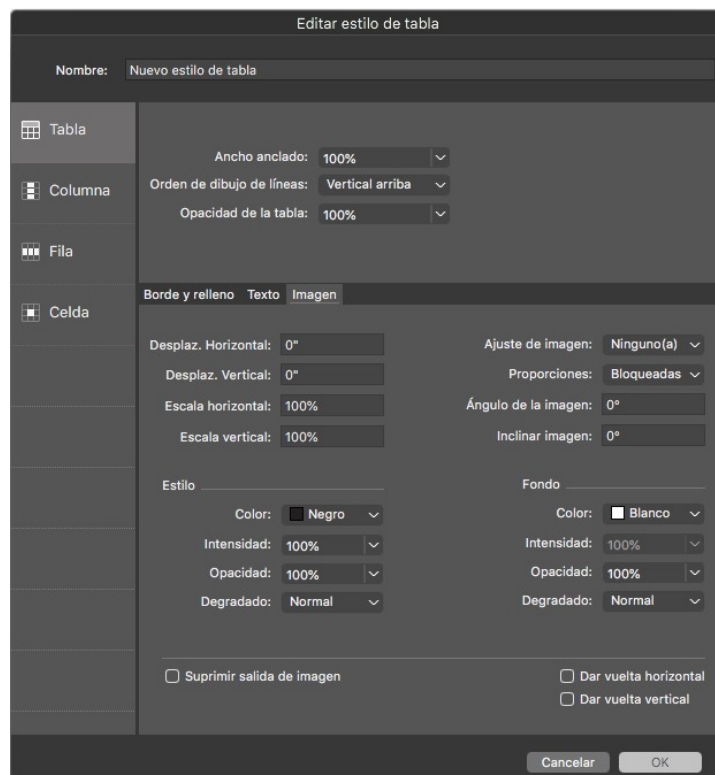 Editar estilo de tabla
Nombre: Nuevo estilo de tabla
Tabla
Columna
Fila
Celda
Ancho anclado: 100%
Orden de dibujo de líneas: Vertical arriba
Opacidad de la tabla: 100%
Borde y relleno Texto Imagen
Desplaz. Horizontal: 0"
Desplaz. Vertical: 0"
Escala horizontal: 100%
Escala vertical: 100%
Ajuste de imagen: Ninguno(a)
Proporciones: Bloqueadas
Ángulo de la imagen: 0°
Inclinar imagen: 0°
Estilo
Color: Negro
Intensidad: 100%
Opacidad: 100%
Degradado: Normal
Fondo
Color: Blanco
Intensidad: 100%
Opacidad: 100%
Degradado: Normal
Suprimir salida de imagen
Dar vuelta horizontal
Dar vuelta vertical
Cancelar OK